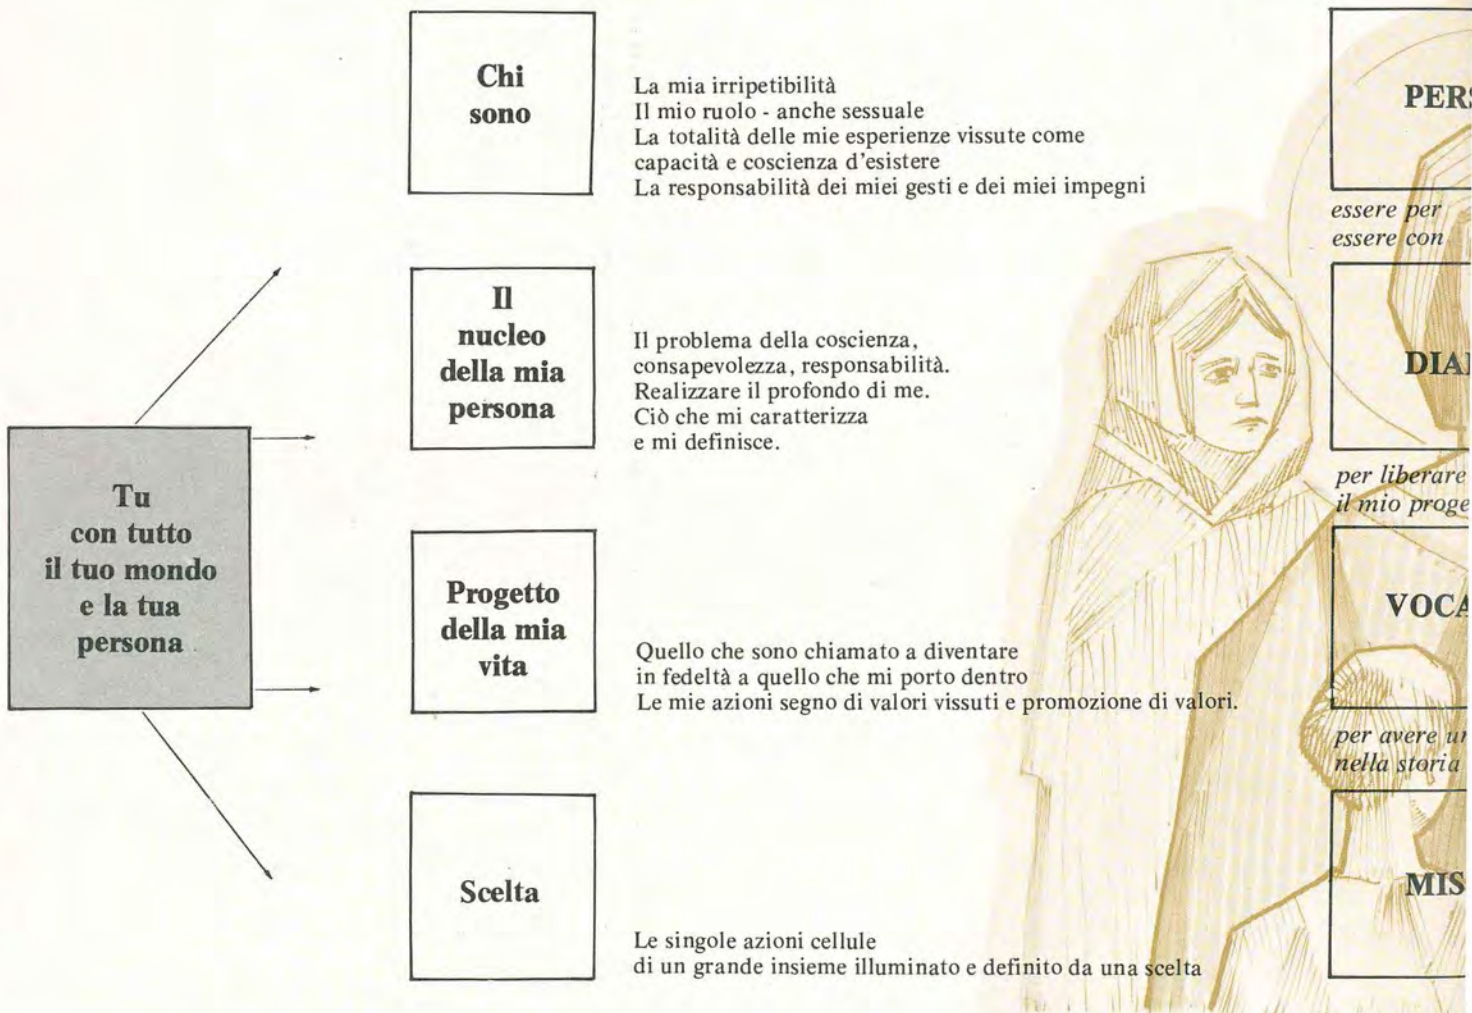 Tu
con tutto
il tuo mondo
e la tua
persona
Chi
sono
La mia irripetibilità
Il mio ruolo - anche sessuale
La totalità delle mie esperienze vissute come
capacità e coscienza d'esistere
La responsabilità dei miei gesti e dei miei impegni
Il
nucleo
della mia
persona
Il problema della coscienza,
consapevolezza, responsabilità.
Realizzare il profondo di me.
Ciò che mi caratterizza
e mi definisce.
Progetto
della mia
vita
Quello che sono chiamato a diventare
in fedeltà a quello che mi porto dentro
Le mie azioni segno di valori vissuti e promozione di valori.
Scelta
Le singole azioni cellule
di un grande insieme illuminato e definito da una scelta
PERS
essere per
essere con
DIAL
per liberare
il mio proge
VOCA
per avere un
nella storia
MIS